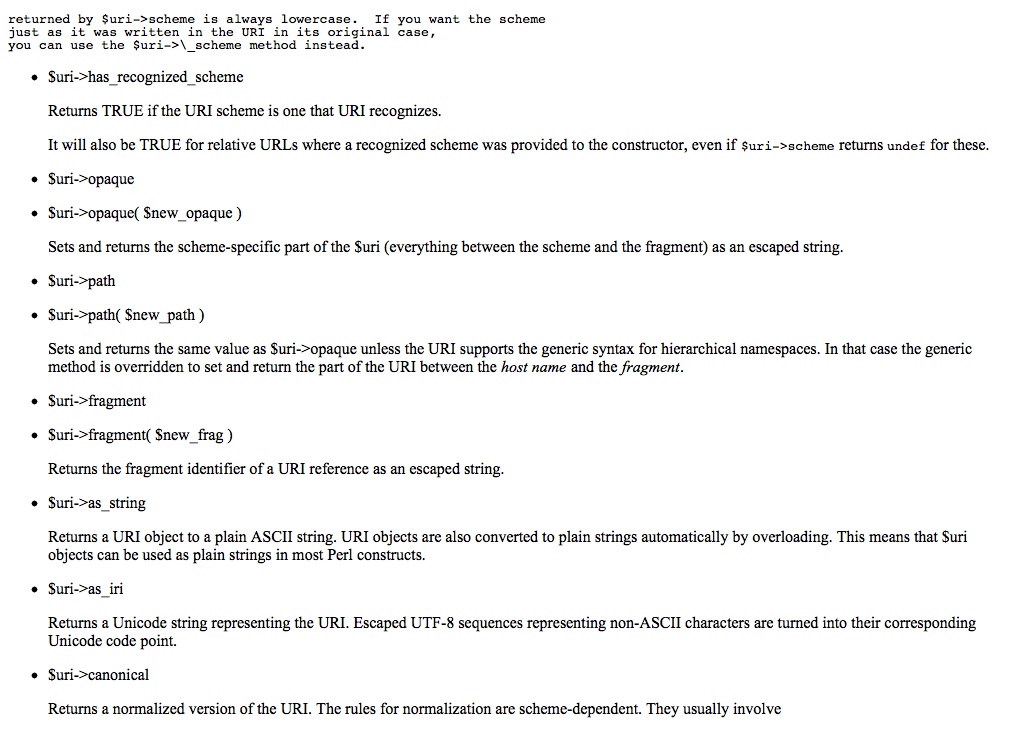 returned by $uri->scheme is always lowercase.  If you want the scheme
just as it was written in the URI in its original case,
you can use the $uri->\_scheme method instead.
• $uri->has_recognized_scheme
Returns TRUE if the URI scheme is one that URI recognizes.
It will also be TRUE for relative URLs where a recognized scheme was provided to the constructor, even if $uri->scheme returns undef for these.
• $uri->opaque
• $uri->opaque( $new_opaque )
Sets and returns the scheme-specific part of the $uri (everything between the scheme and the fragment) as an escaped string.
• $uri->path
• $uri->path( $new_path )
Sets and returns the same value as $uri->opaque unless the URI supports the generic syntax for hierarchical namespaces. In that case the generic
method is overridden to set and return the part of the URI between the host name and the fragment.
• $uri->fragment
• $uri->fragment( $new_frag )
Returns the fragment identifier of a URI reference as an escaped string.
• $uri->as_string
Returns a URI object to a plain ASCII string. URI objects are also converted to plain strings automatically by overloading. This means that $uri
objects can be used as plain strings in most Perl constructs.
• $uri->as_iri
Returns a Unicode string representing the URI. Escaped UTF-8 sequences representing non-ASCII characters are turned into their corresponding
Unicode code point.
• $uri->canonical
Returns a normalized version of the URI. The rules for normalization are scheme-dependent. They usually involve